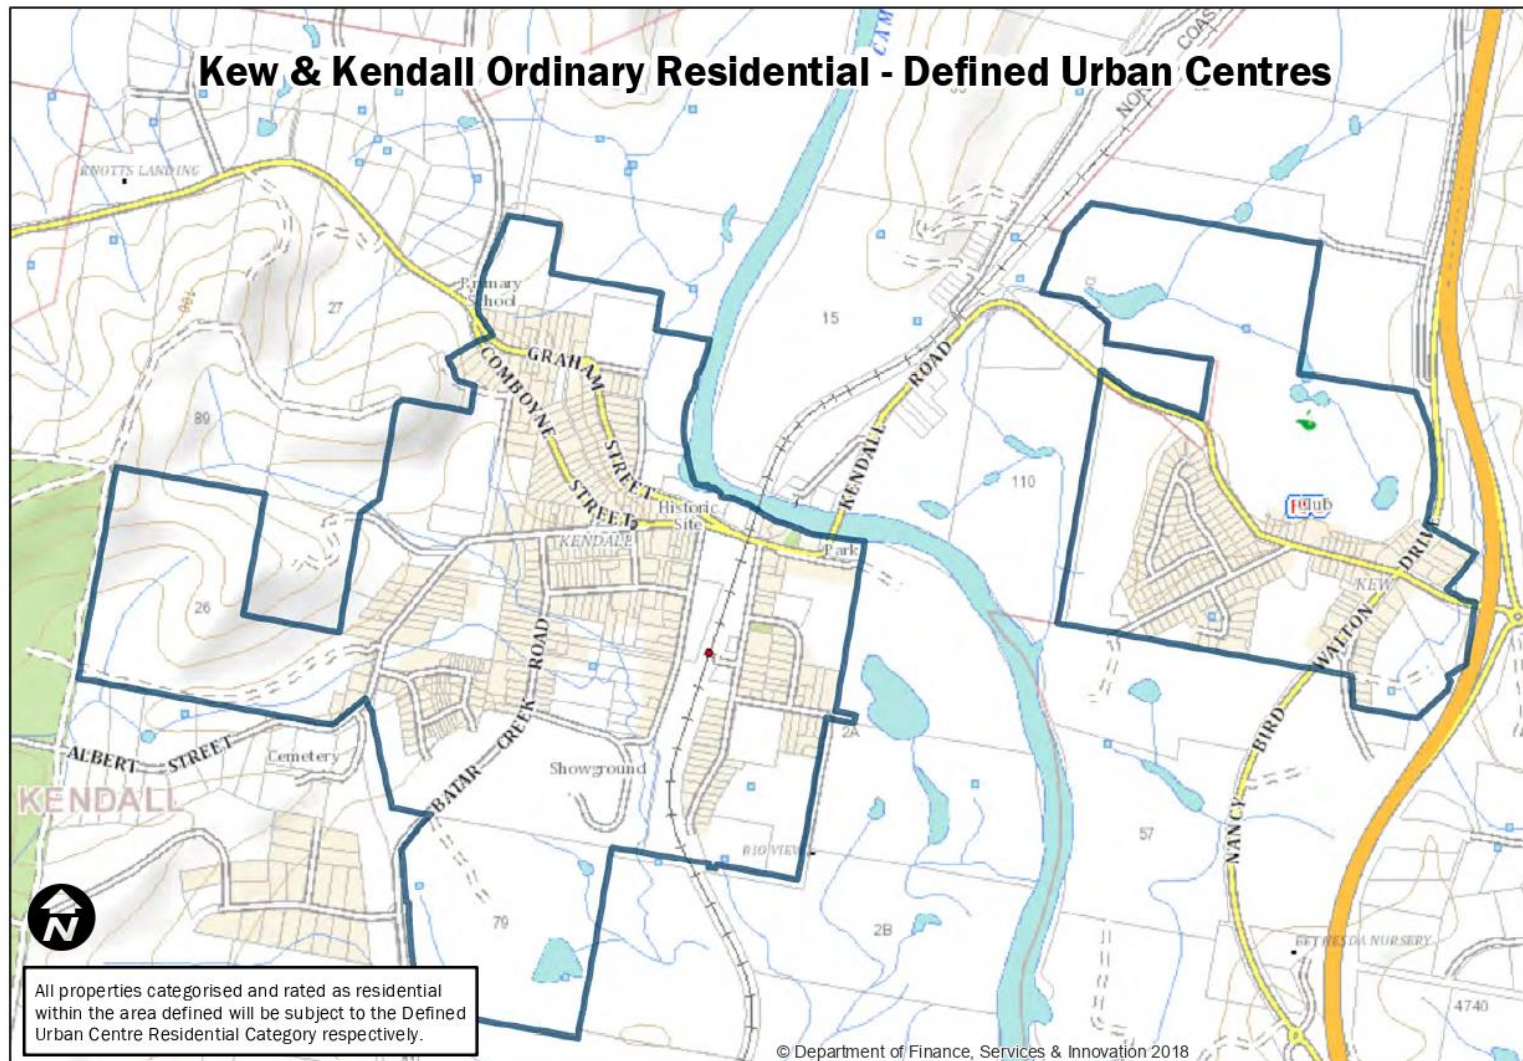 Kew & Kendall Ordinary Residential - Defined Urban Centres
CAM
COAST
KNOTTS LANDING
100
27
Primary
School
15
GRAHAM
STREET
COMBOYNE
STREET
KENDALL
ROAD
89
110
Historic
Site
Club
KENDALL
Park
KEW
DRIVE
26
WALTON
ROAD
BIRD
NANCY
2A
ALBERT STREET
Cemetery
CREEK
BATAR
Showground
KENDALL
57
RIO VIEW
79
2B
BETHESDA NURSERY
4740
N
All properties categorised and rated as residential
within the area defined will be subject to the Defined
Urban Centre Residential Category respectively.
© Department of Finance, Services & Innovation 2018